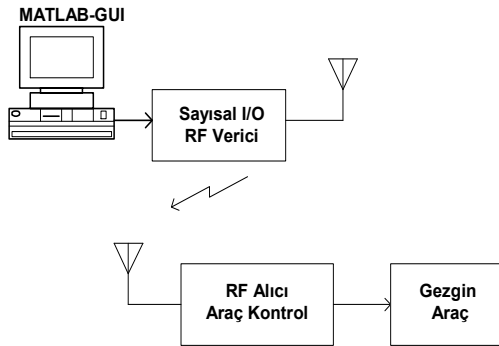 MATLAB-GUI
Sayısal I/O
RF Verici
RF Alıcı
Araç Kontrol
Gezgin
Araç